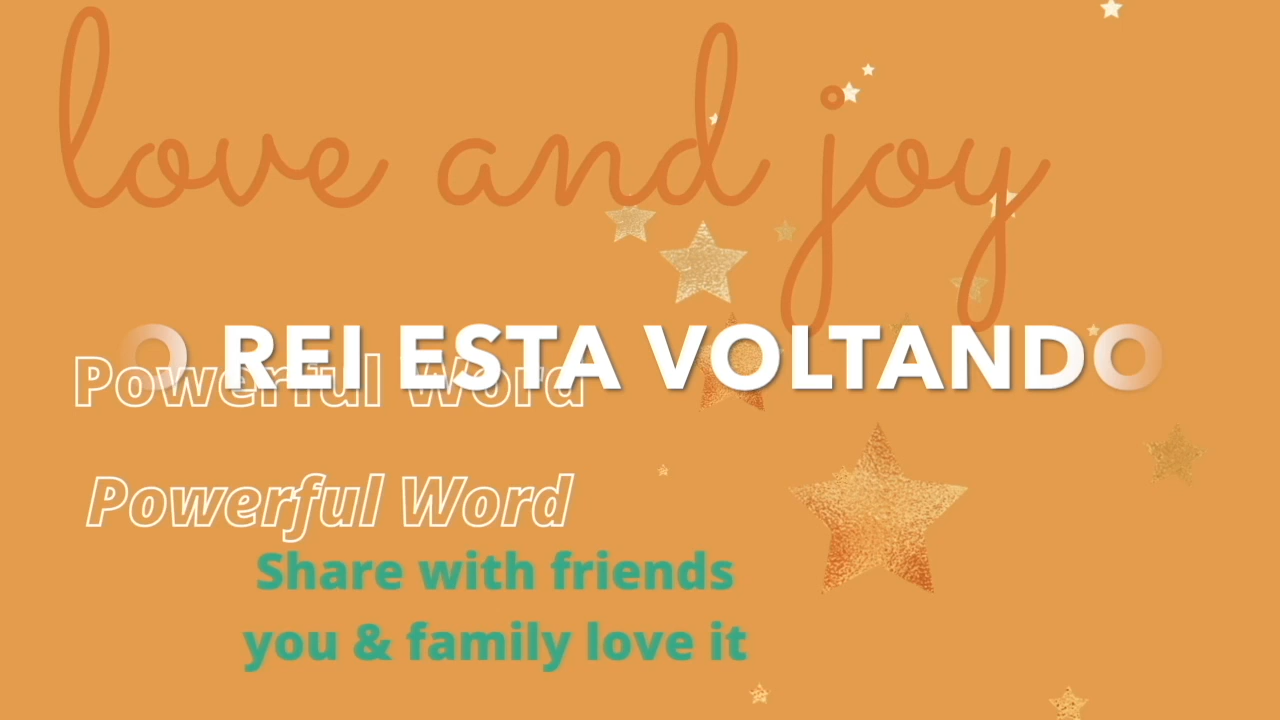 love and joy
O REI ESTA VOLTANDO
Powerful Word
Powerful Word
Share with friends
you & family love it